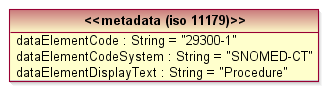 <<metadata (iso 11179)>>
dataElementCode : String = "29300-1"
dataElementCodeSystem : String = "SNOMED-CT"
dataElementDisplayText : String = "Procedure"